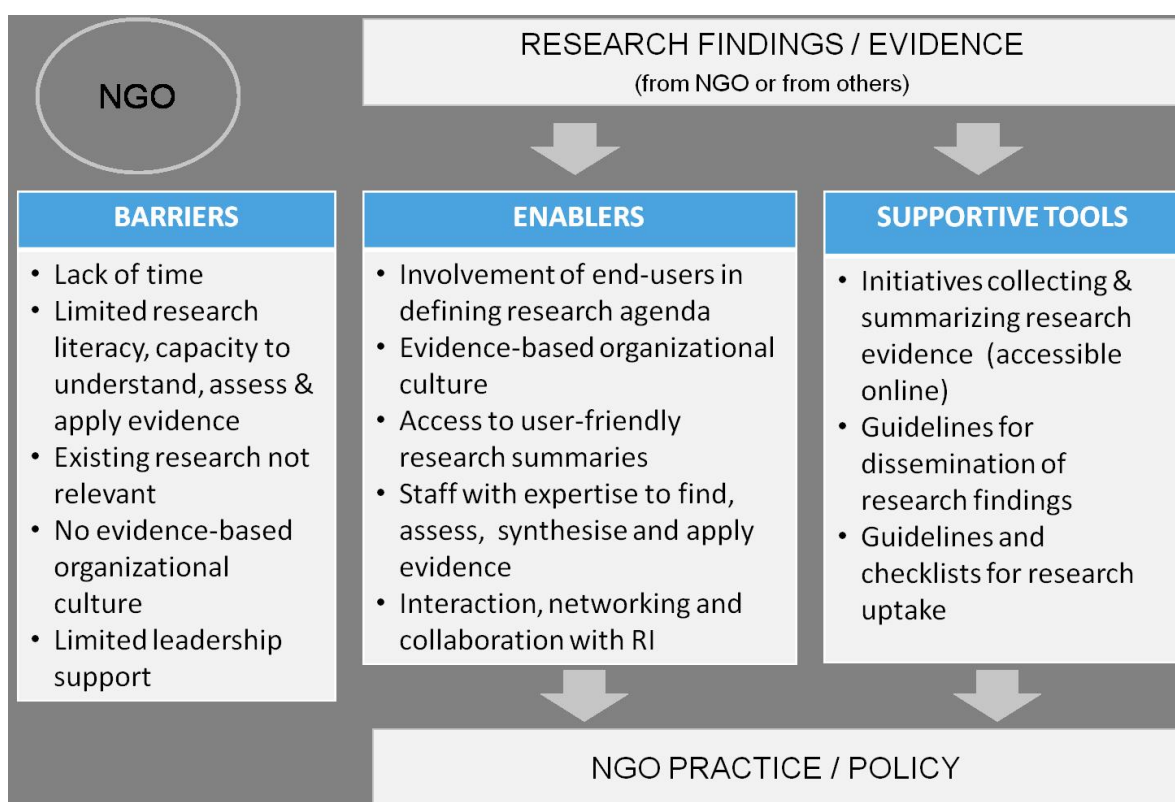 NGO
RESEARCH FINDINGS / EVIDENCE
(from NGO or from others)
BARRIERS
• Lack of time
• Limited research
literacy, capacity to
understand, assess &
apply evidence
• Existing research not
relevant
• No evidence-based
organizational
culture
• Limited leadership
support
ENABLERS
• Involvement of end-users in
defining research agenda
• Evidence-based organizational
culture
• Access to user-friendly
research summaries
• Staff with expertise to find,
assess, synthesise and apply
evidence
• Interaction, networking and
collaboration with RI
SUPPORTIVE TOOLS
• Initiatives collecting &
summarizing research
evidence (accessible
online)
• Guidelines for
dissemination of
research findings
• Guidelines and
checklists for research
uptake
NGO PRACTICE / POLICY